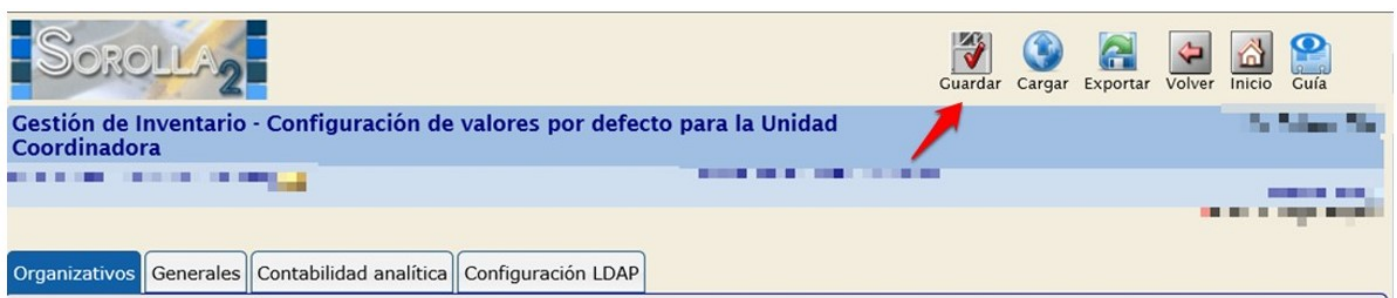 SOROLLA2
Guardar Cargar Exportar Volver Inicio Guía
Gestión de Inventario - Configuración de valores por defecto para la Unidad
Coordinadora
Organizativos Generales Contabilidad analítica Configuración LDAP